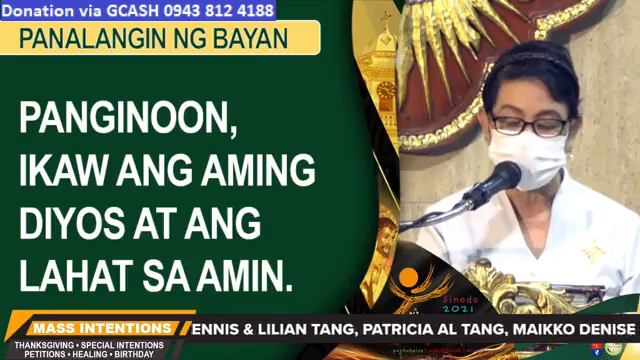 Donation via GCASH 0943 812 4188
PANALANGIN NG BAYAN
PANGINOON,
IKAW ANG AMING
DIYOS AT ANG
LAHAT SA AMIN.
Sinodo
2021
MASS INTENTIONS
ENNIS & LILIAN TANG, PATRICIA AL TANG, MAIKKO DENISE
THANKSGIVING • SPECIAL INTENTIONS
PETITIONS • HEALING • BIRTHDAY